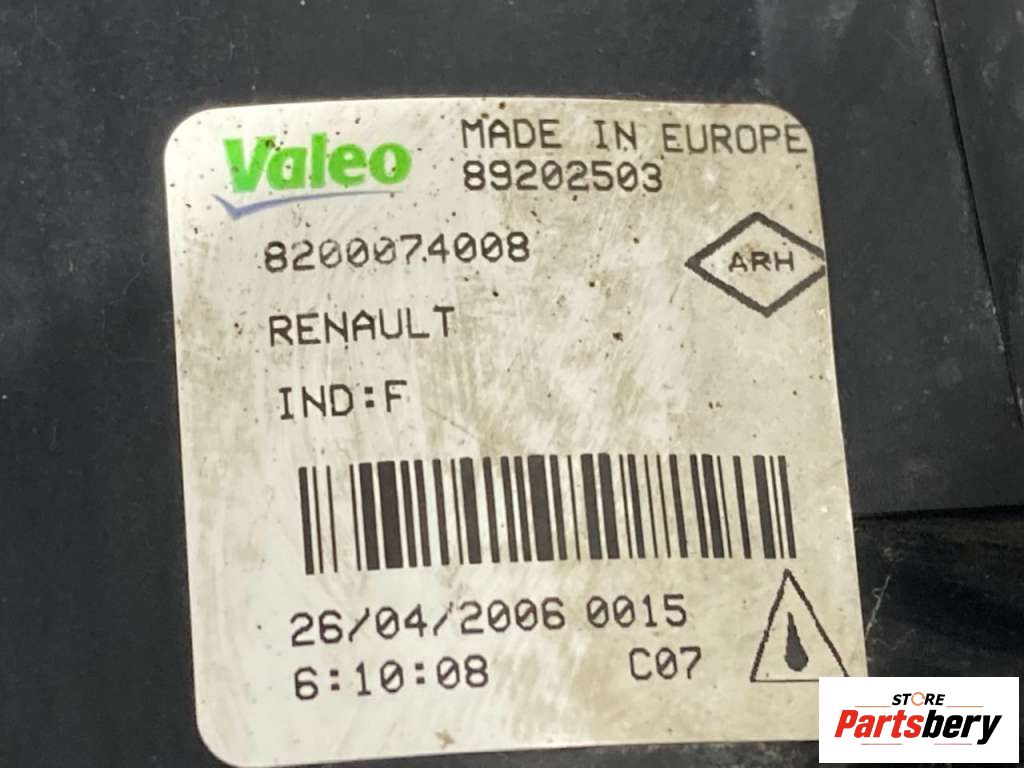 Valeo
MADE IN EUROPE
89202503
8200074008
ARH
RENAULT
IND:F
26/04/2006 0015
6:10:08 C07
STORE
Partsbery